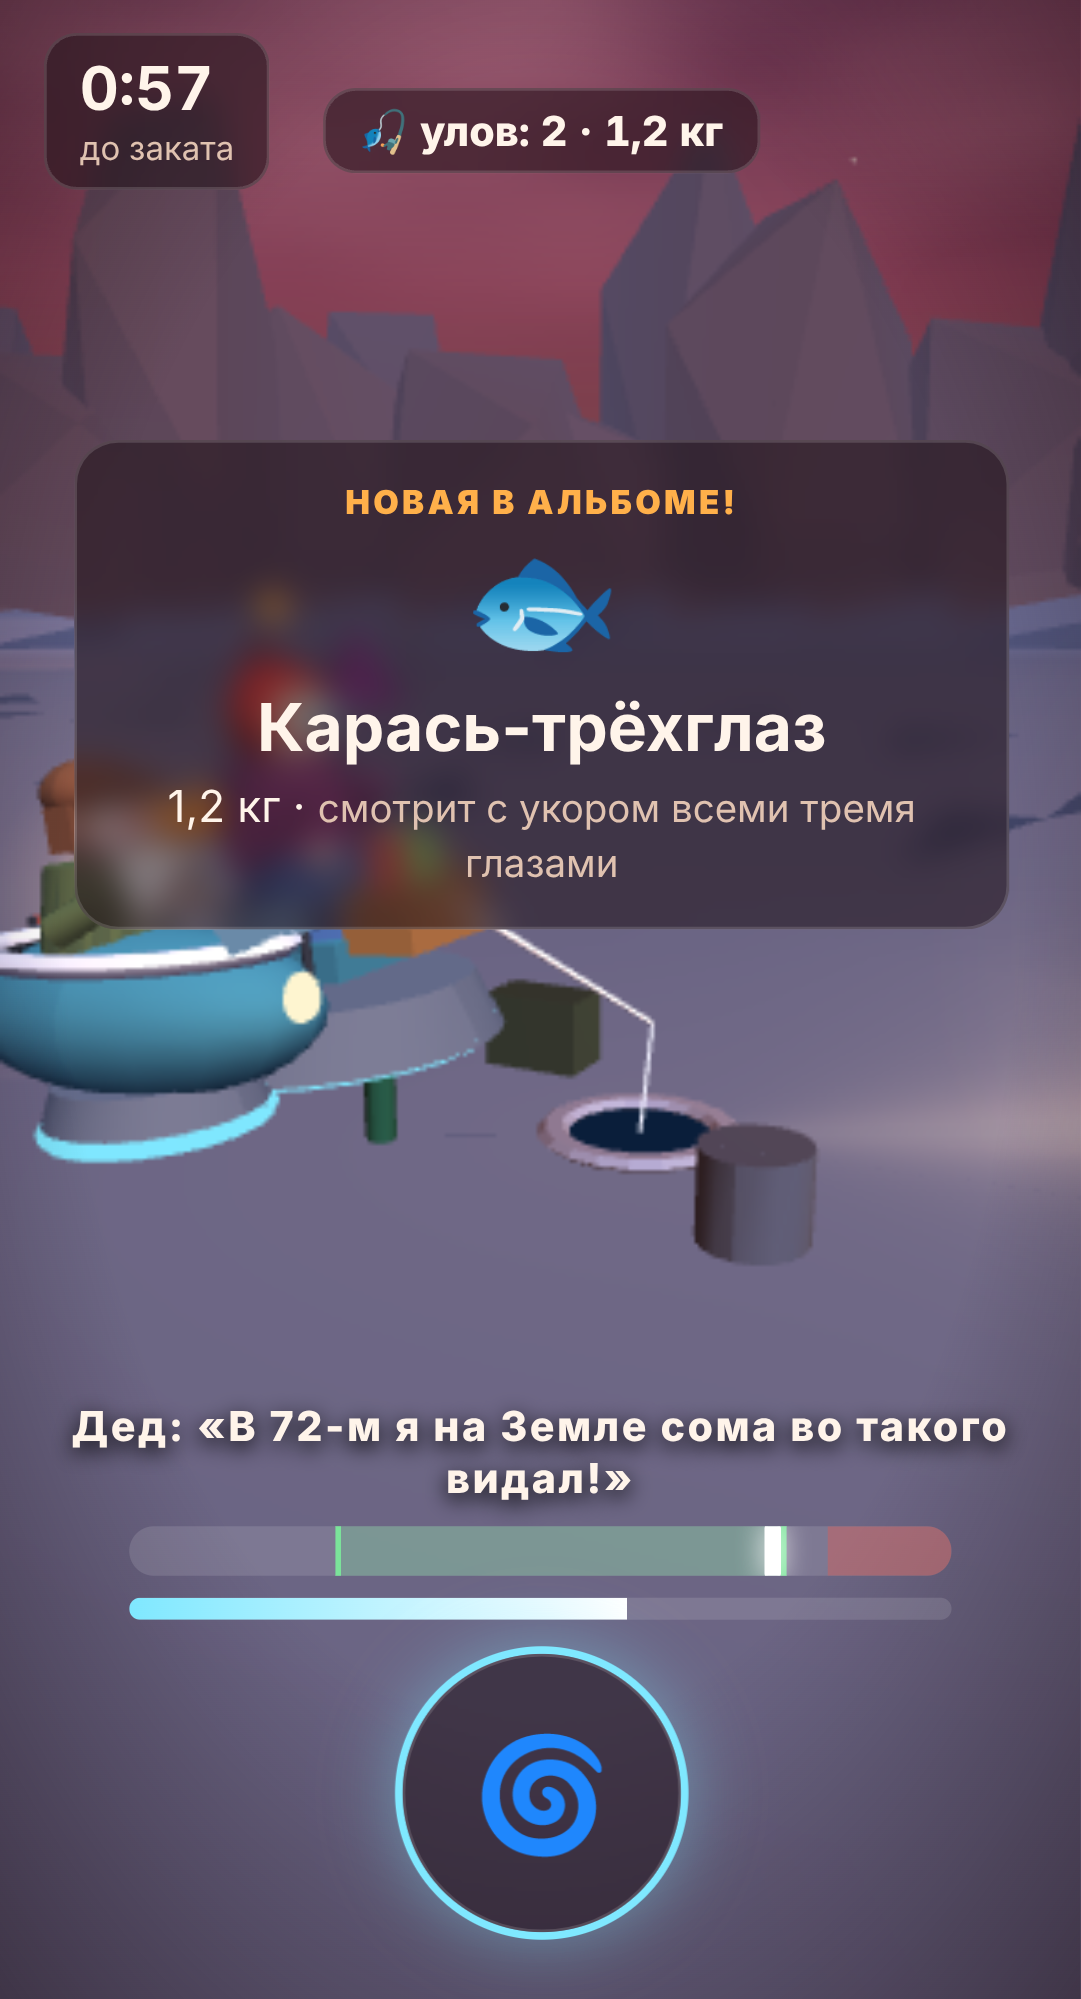 0:57
до заката
улов: 2 · 1,2 кг
НОВАЯ В АЛЬБОМЕ!
Карась-трёхглаз
1,2 кг · смотрит с укором всеми тремя
глазами
Дед: «В 72-м я на Земле сома во такого
видал!»